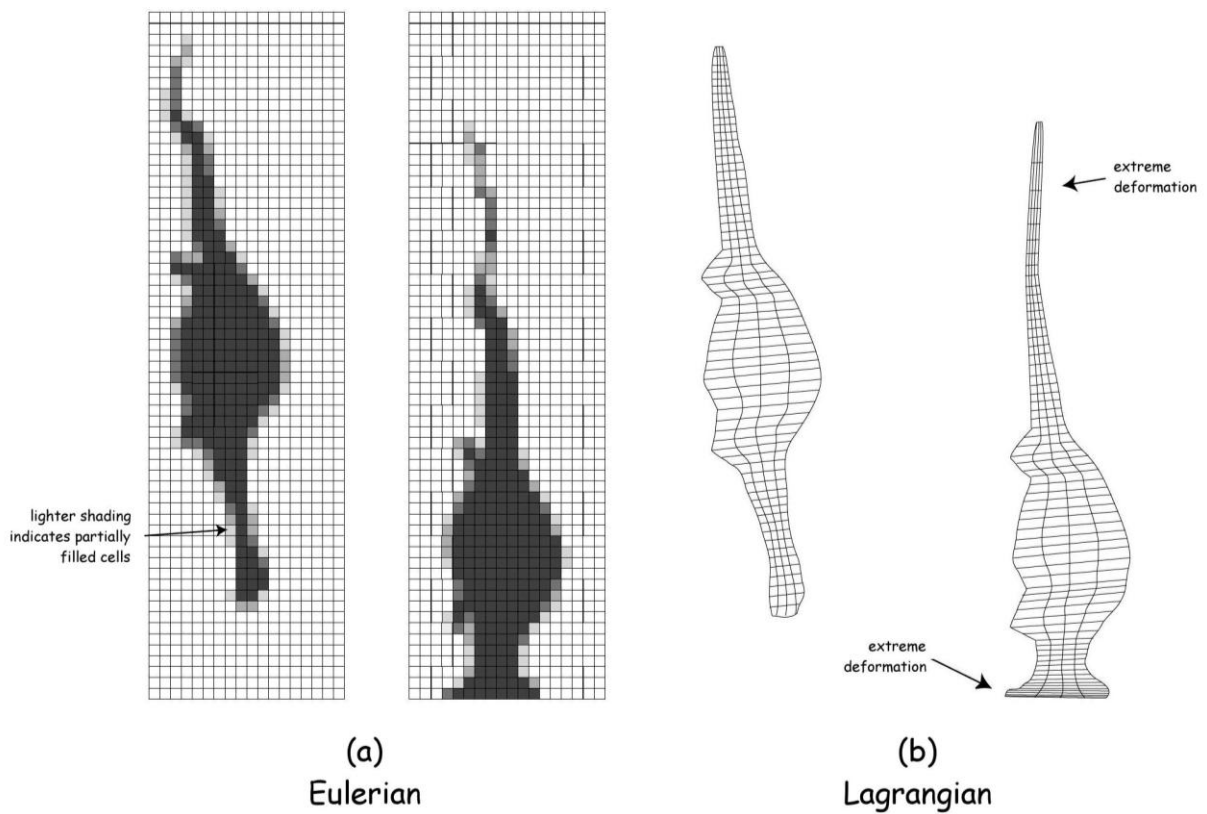 extreme
deformation
lighter shading
indicates partially
filled cells
extreme
deformation
(a)
Eulerian
(b)
Lagrangian